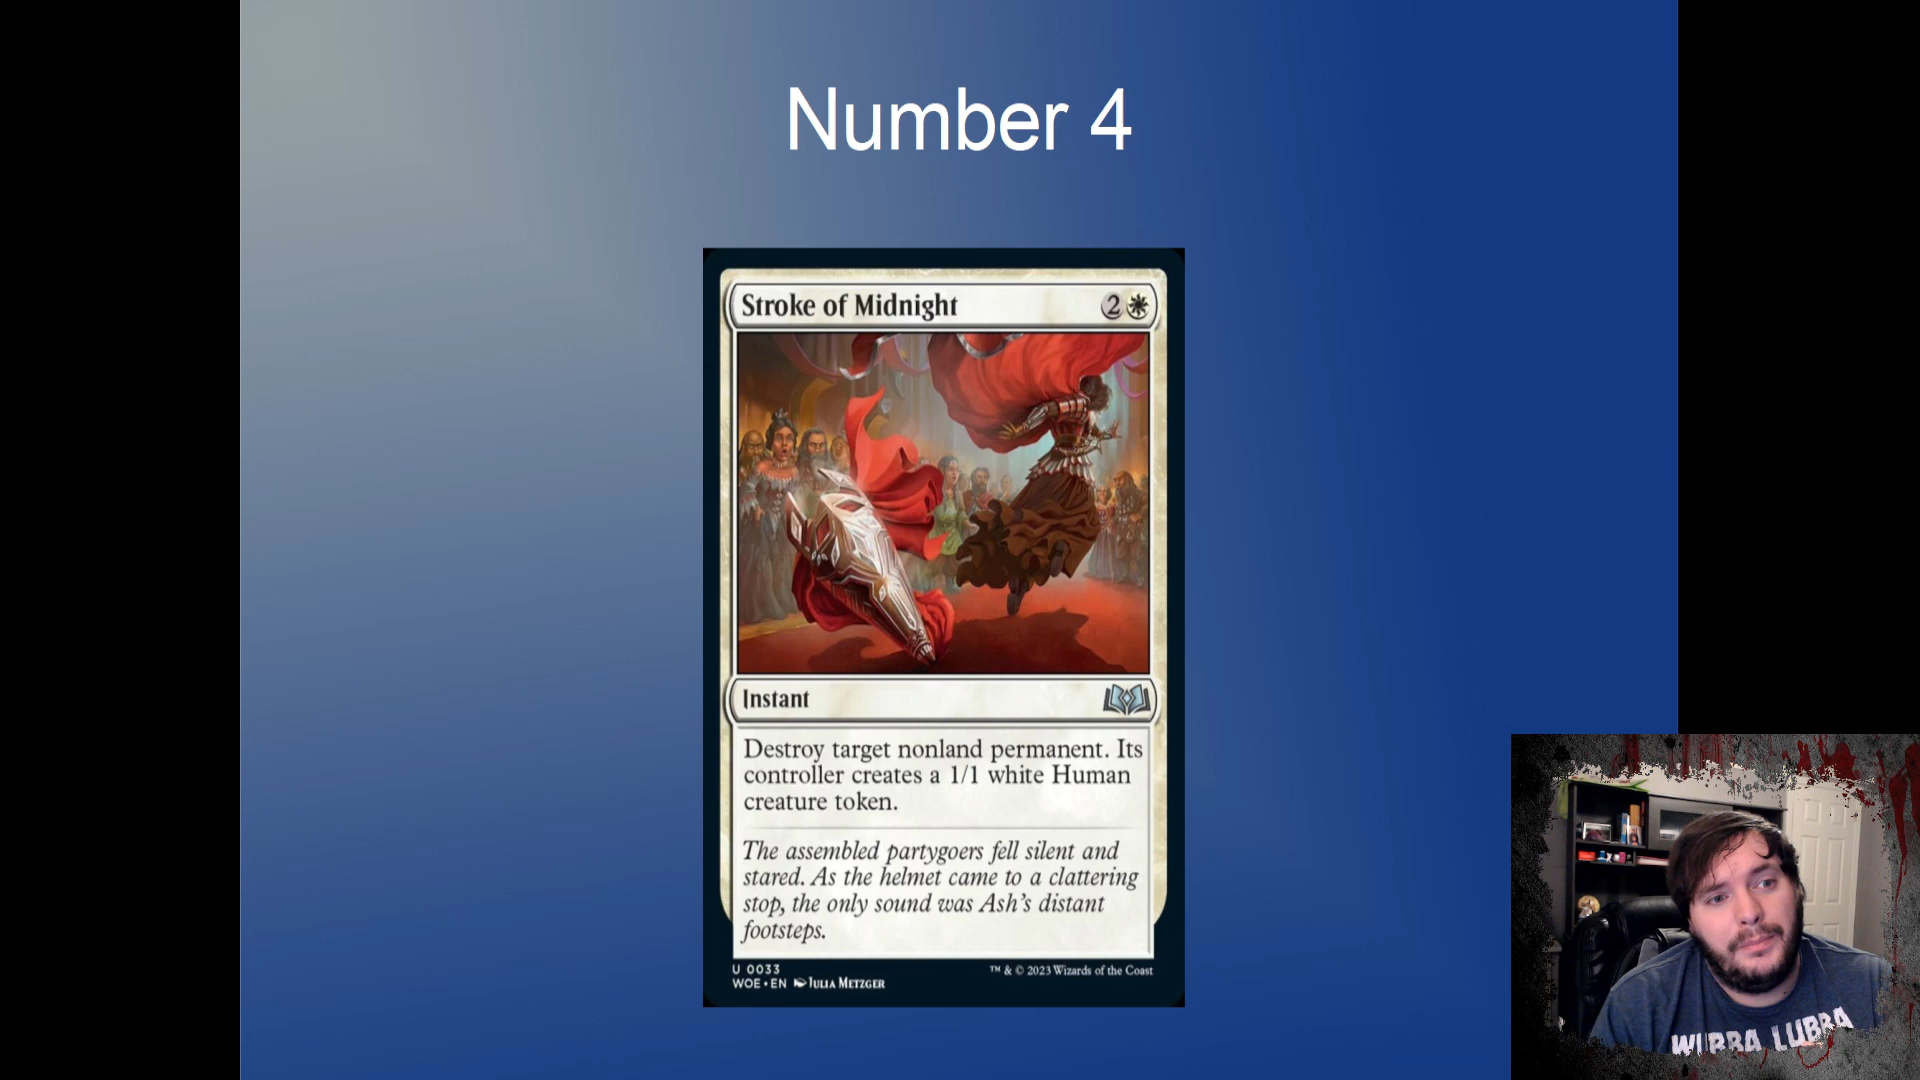 Number 4
Stroke of Midnight 2
Instant
Destroy target nonland permanent. Its
controller creates a 1/1 white Human
creature token.
The assembled partygoers fell silent and
stared. As the helmet came to a clattering
stop, the only sound was Ash's distant
footsteps.
U 0033
WOE • EN JULIA METZGER
™ & © 2023 Wizards of the Coast
WUBBA LUBBA